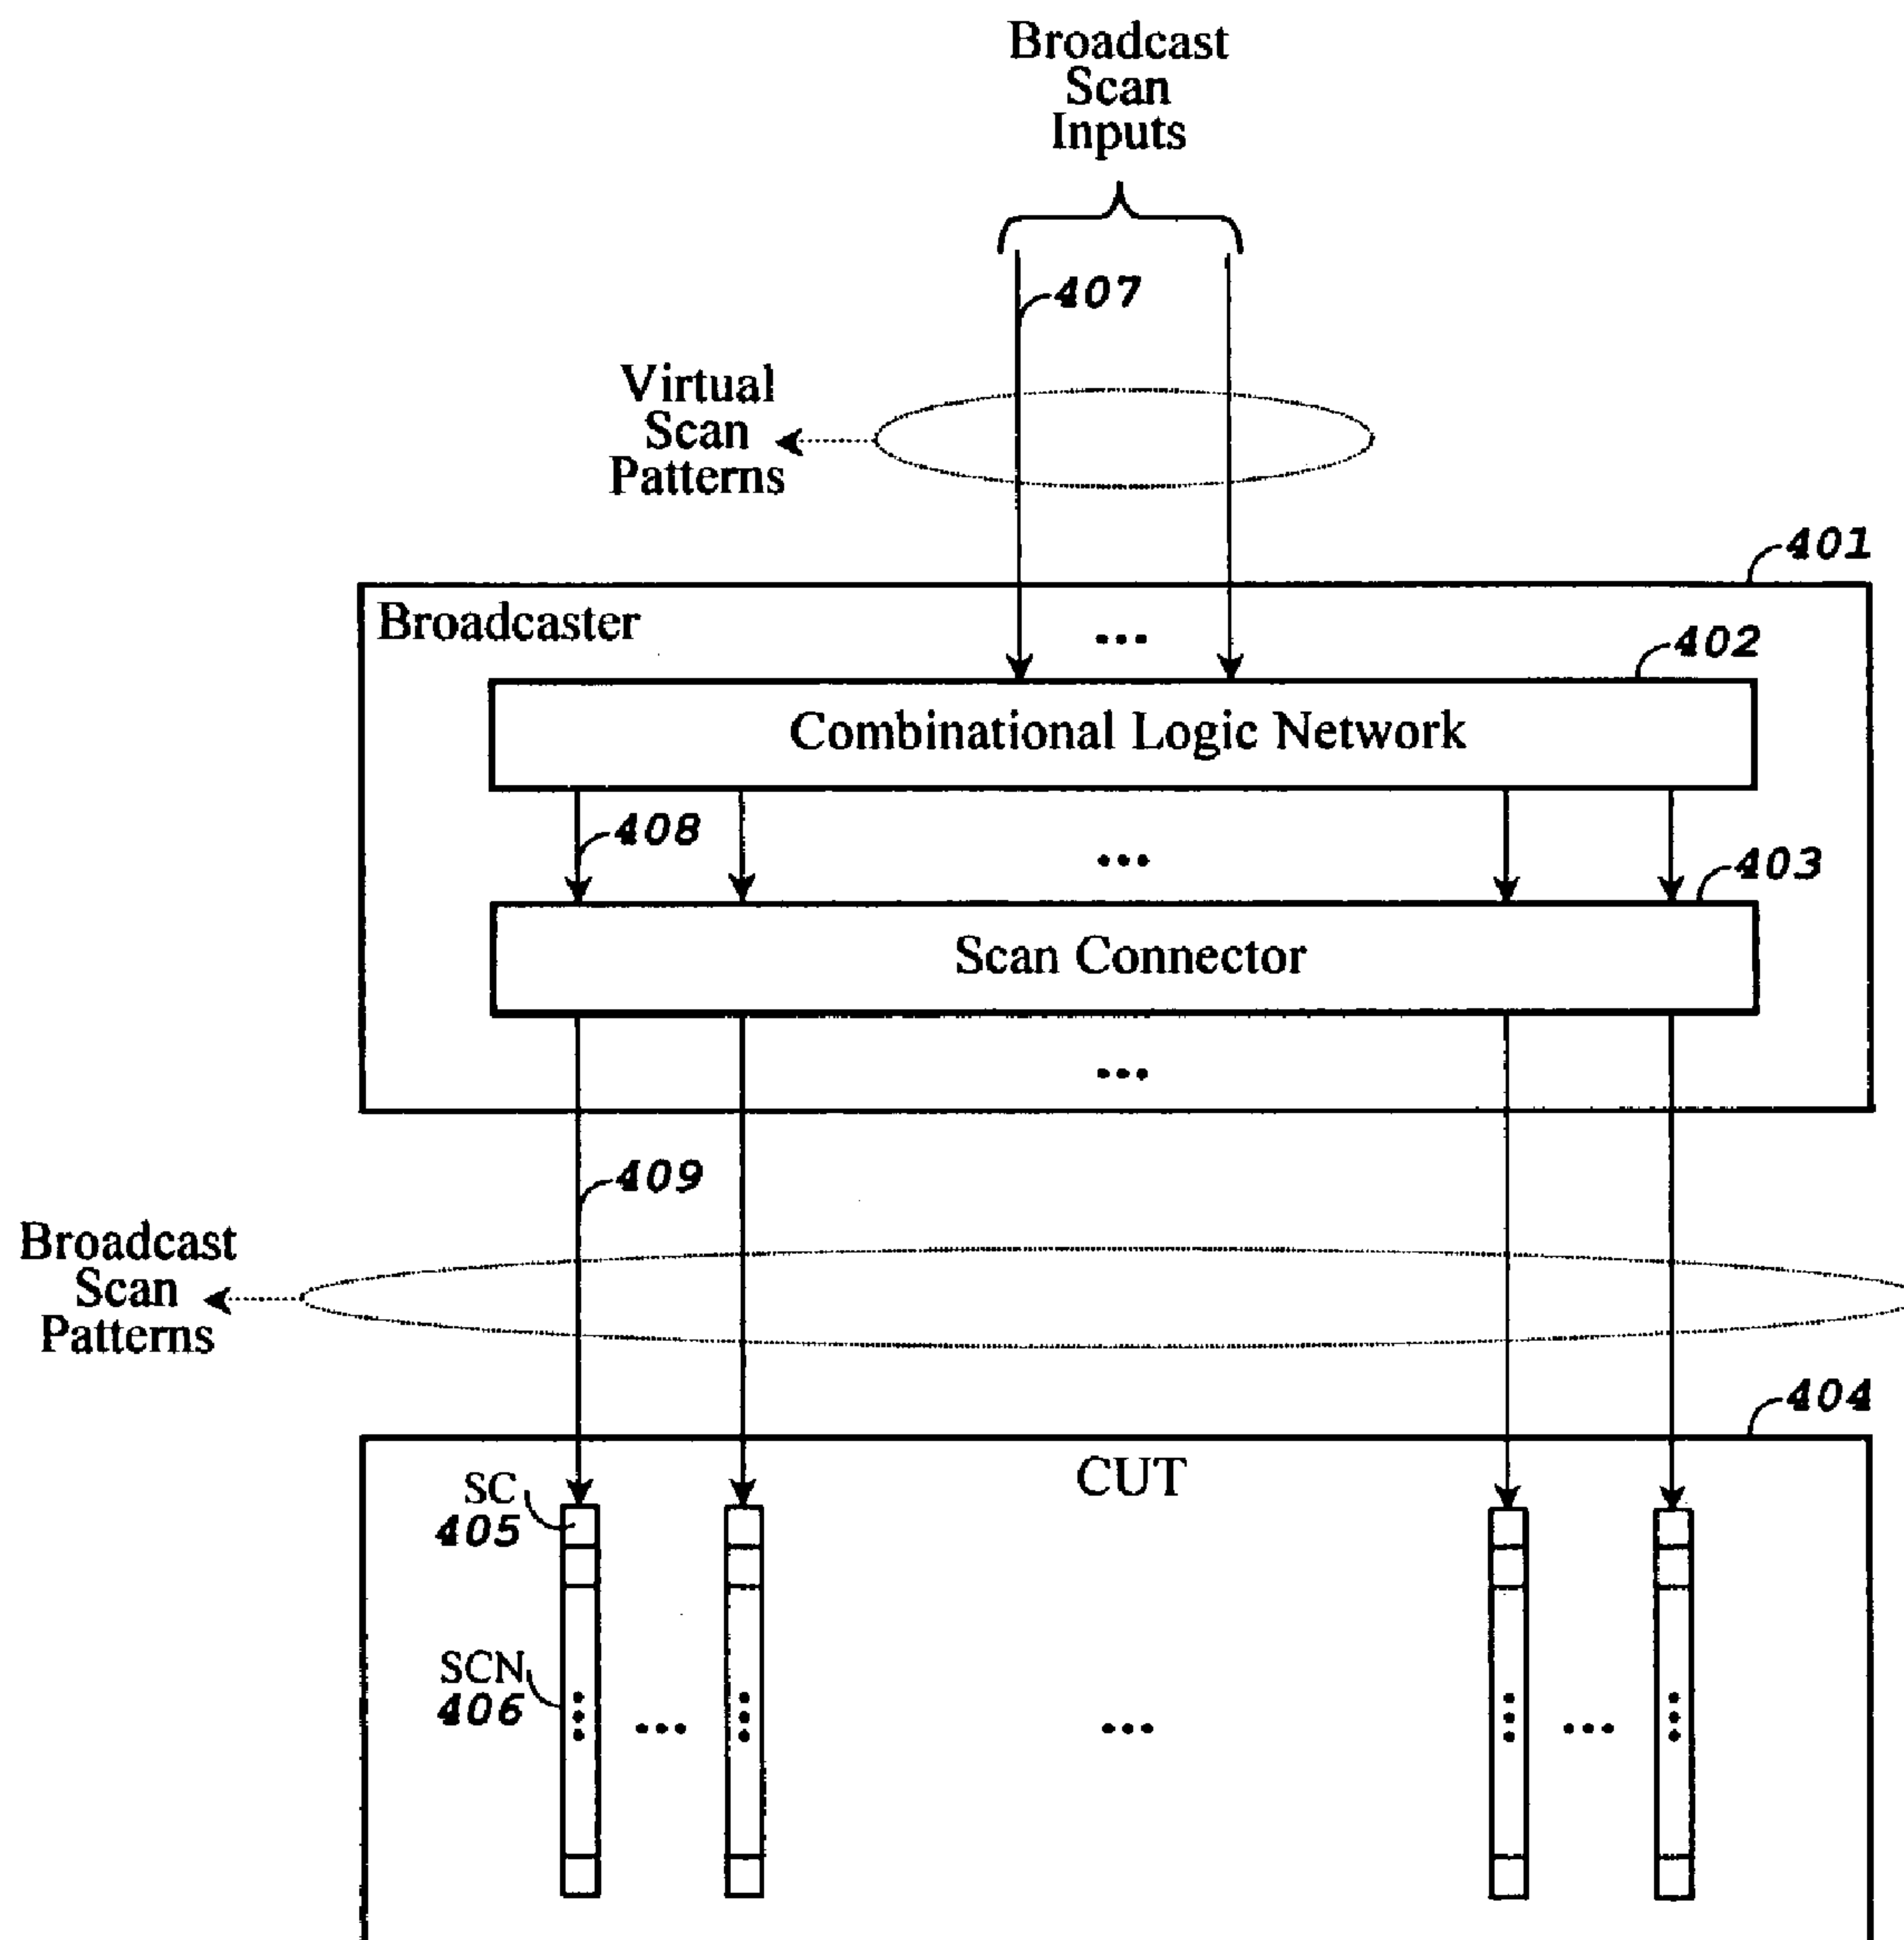 Broadcast
Scan
Inputs
407
Virtual
Scan
Patterns
401
Broadcaster
...
402
Combinational Logic Network
408
...
403
Scan Connector
...
409
Broadcast
Scan
Patterns
404
CUT
SC
405
SCN
406
... ... ...